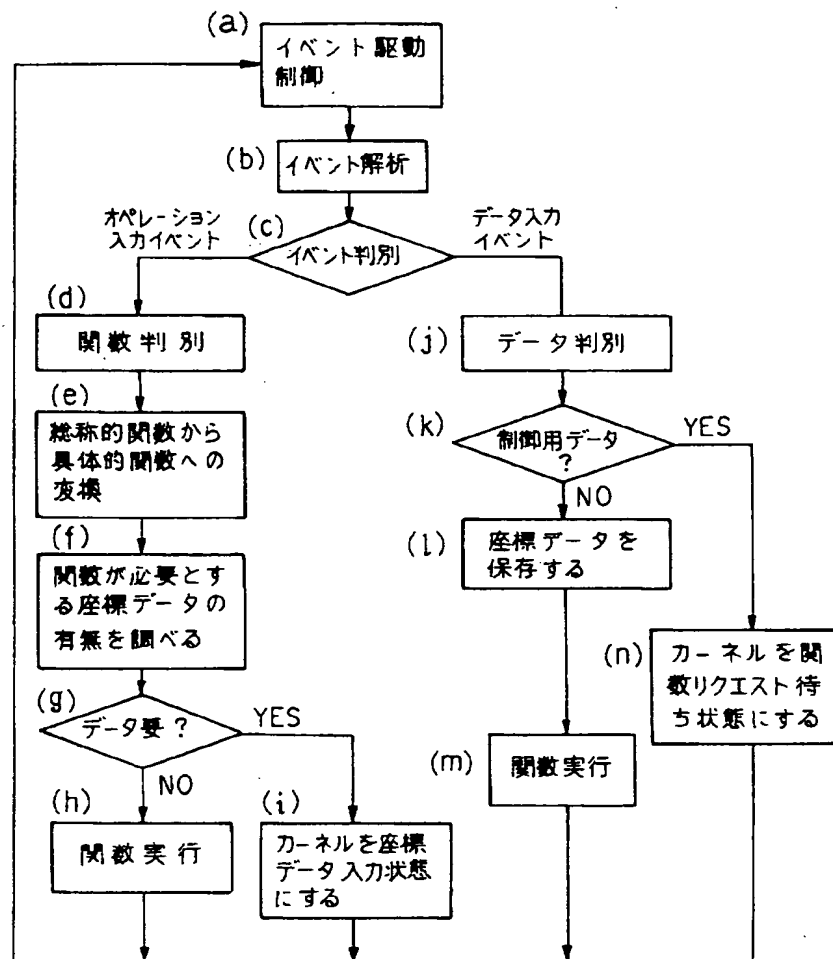 (a)
イベント駆動
制御
(b)
イベント解析
オペレーション
入力イベント
(c)
イベント判別
データ入力
イベント
(d)
関数判別
(e)
総称的関数から
具体的関数への
変換
(f)
関数が必要とす
る座標データの
有無を調べる
(g)
データ要?
YES
NO
(h)
関数実行
(i)
カーネルを座標
データ入力状態
にする
(j)
データ判別
(k)
制御用データ
?
YES
NO
(l)
座標データを
保存する
(m)
関数実行
(n)
カーネルを関
数リクエスト待
ち状態にする